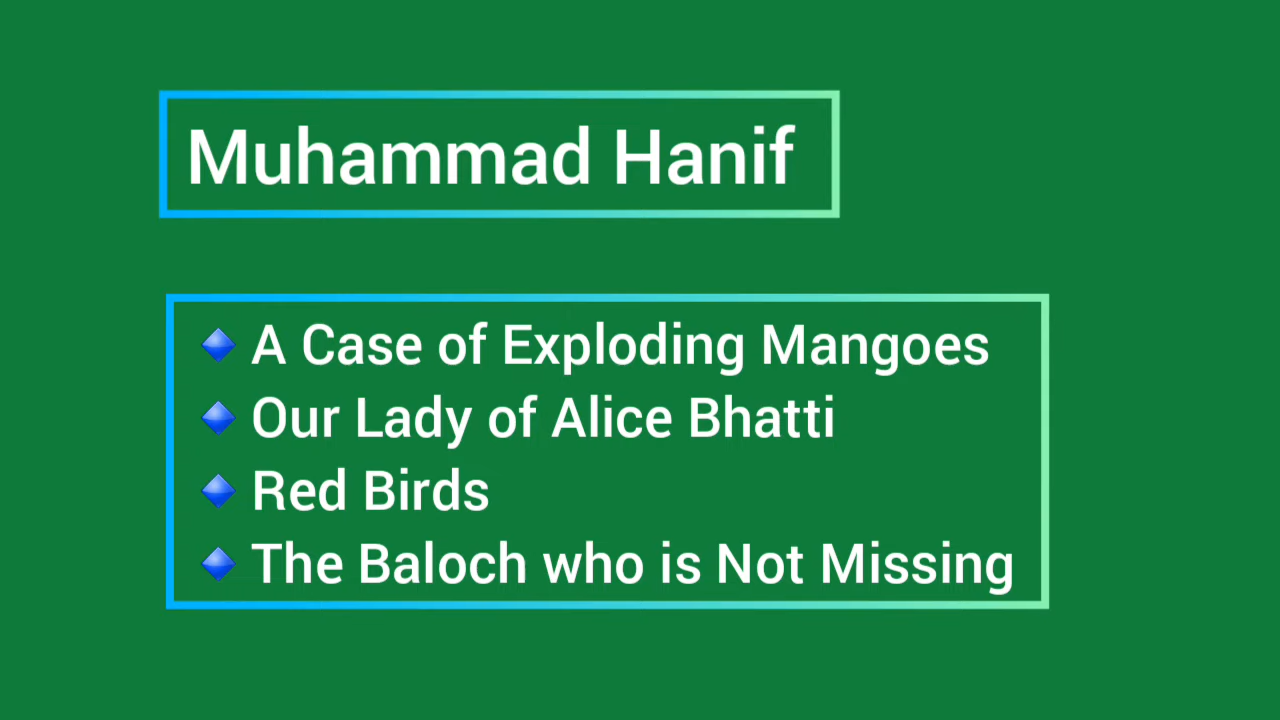 Muhammad Hanif
A Case of Exploding Mangoes
Our Lady of Alice Bhatti
Red Birds
The Baloch who is Not Missing